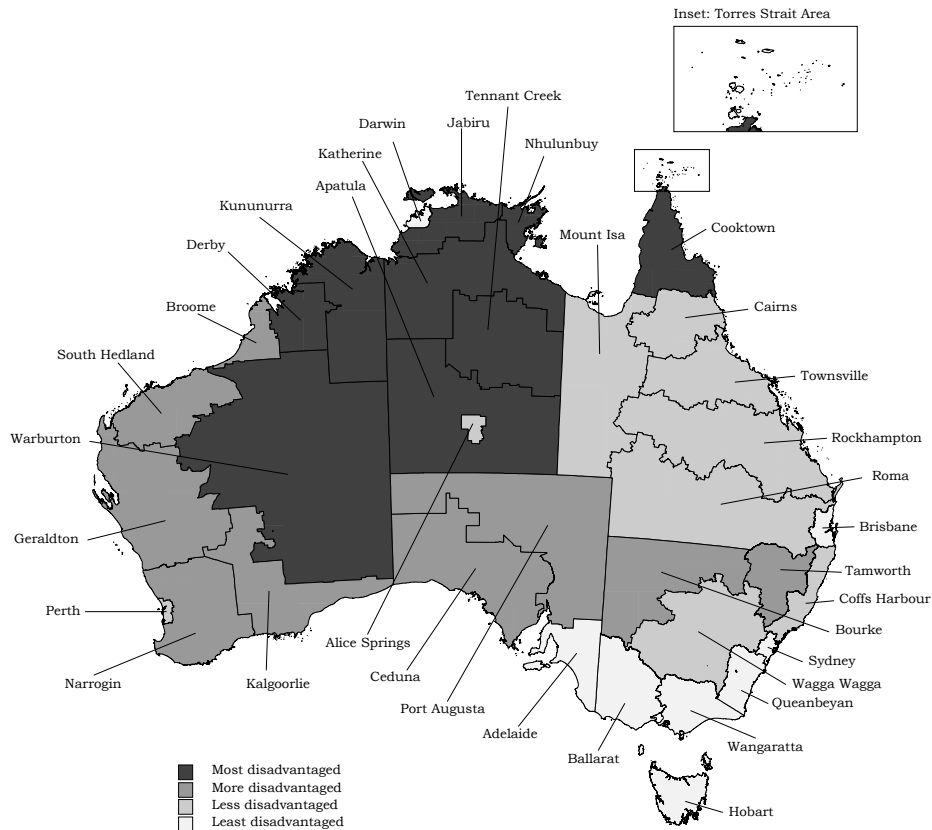 Inset: Torres Strait Area
Tennant Creek
Darwin
Jabiru
Katherine
Nhulunbuy
Apatula
Kununurra
Mount Isa
Cooktown
Derby
Broome
Cairns
South Hedland
Townsville
Warburton
Rockhampton
Roma
Geraldton
Brisbane
Tamworth
Perth
Coffs Harbour
Alice Springs
Bourke
Sydney
Narrogin
Kalgoorlie
Ceduna
Wagga Wagga
Port Augusta
Queanbeyan
Adelaide
Ballarat
Wangaratta
Most disadvantaged
More disadvantaged
Less disadvantaged
Least disadvantaged
Hobart